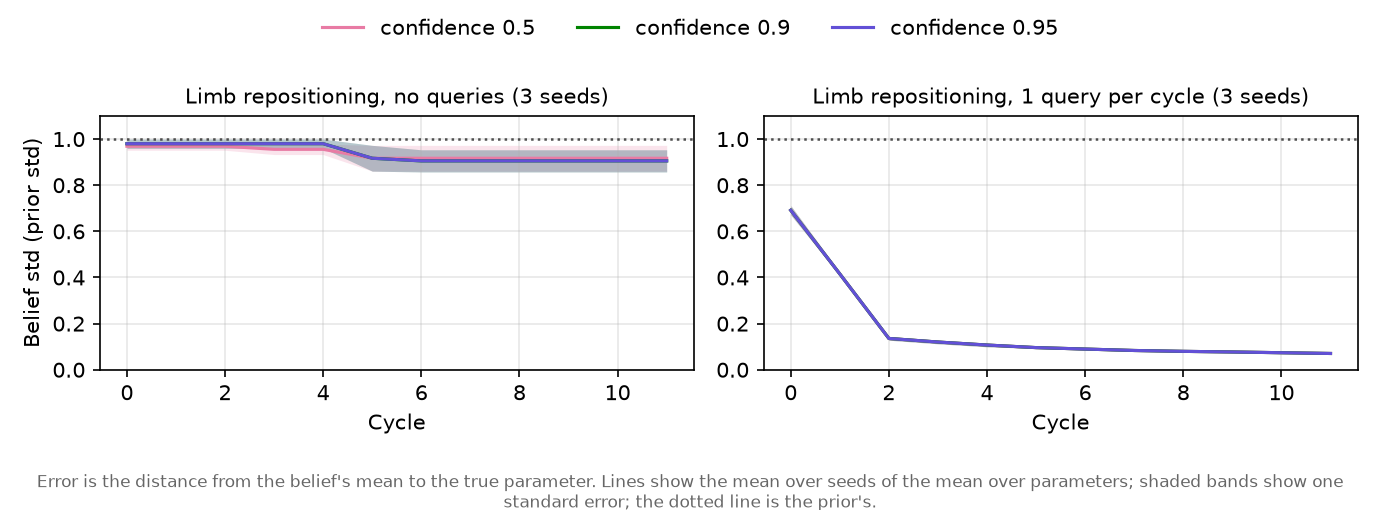 confidence 0.5 confidence 0.9 confidence 0.95
Limb repositioning, no queries (3 seeds)
Limb repositioning, 1 query per cycle (3 seeds)
Belief std (prior std)
1.0
0.8
0.6
0.4
0.2
0.0
0 2 4 6 8 10
Cycle
1.0
0.8
0.6
0.4
0.2
0.0
0 2 4 6 8 10
Cycle
Error is the distance from the belief's mean to the true parameter. Lines show the mean over seeds of the mean over parameters; shaded bands show one
standard error; the dotted line is the prior's.